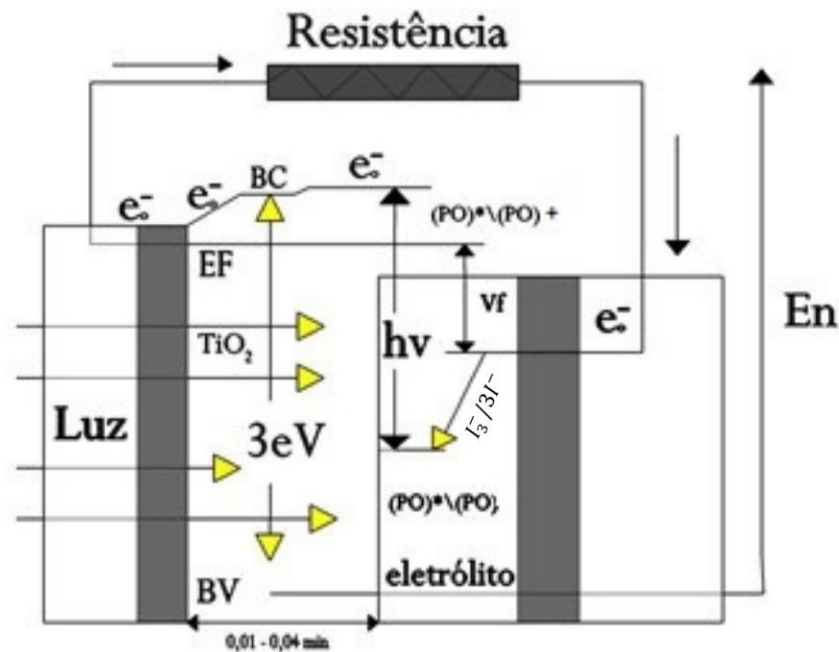 Resistência
e⁻
e⁻
BC
e⁻
(PO)*\(PO) +
EF
Vf
e⁻
En
TiO₂
hv
Luz
3eV
I₃⁻/3I⁻
(PO)*\(PO)
BV
eletrólito
0,01 - 0,04 min